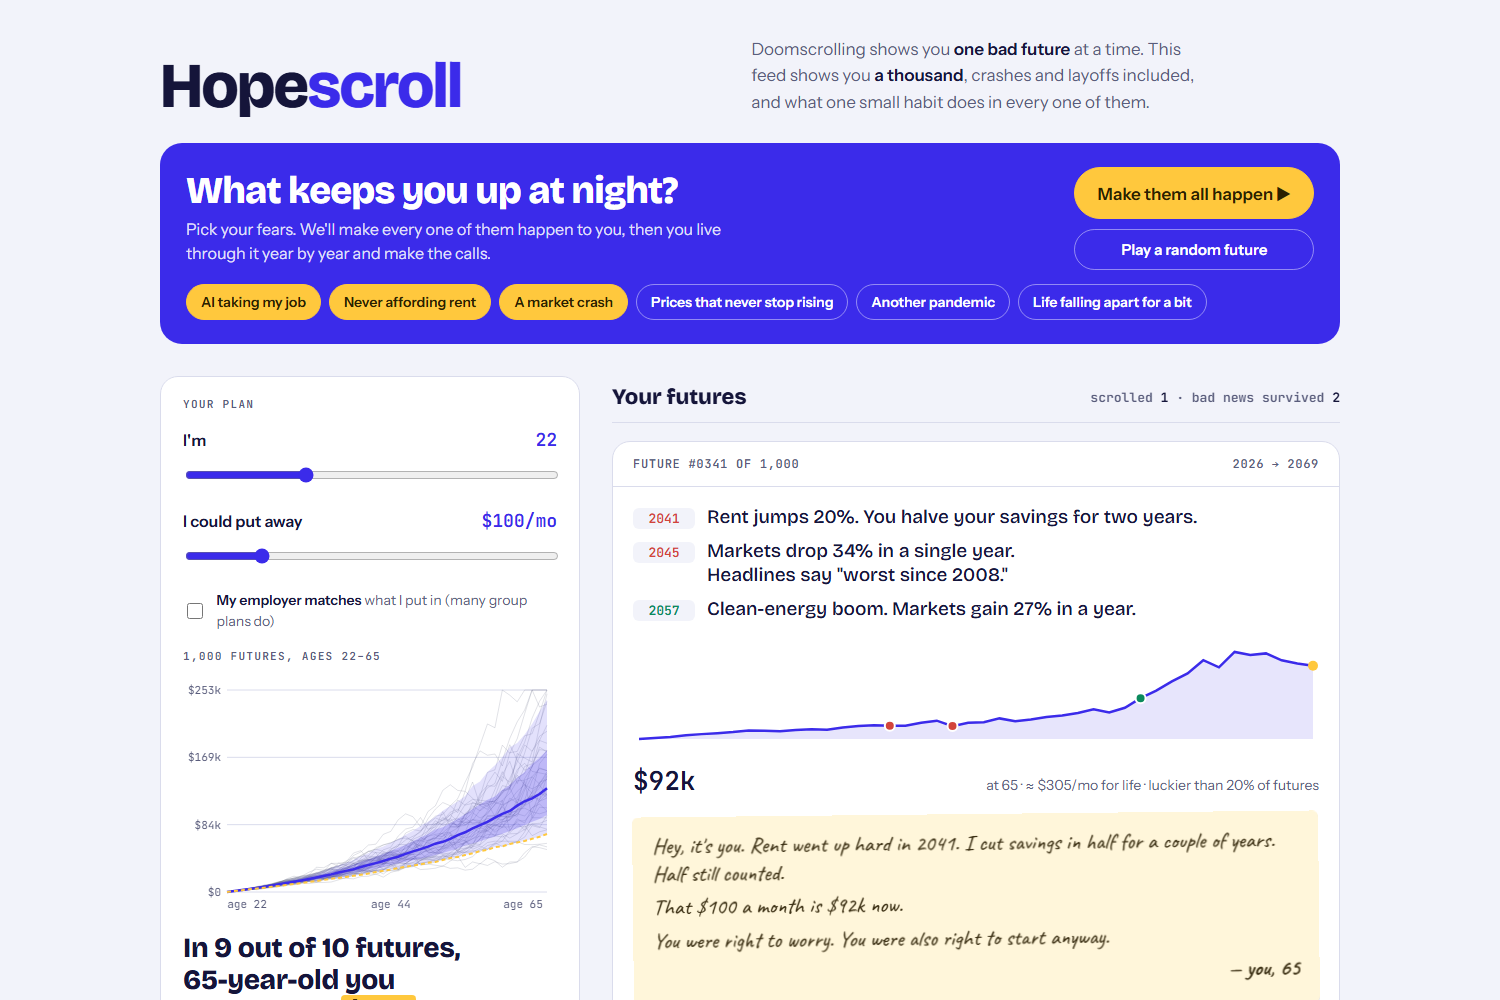 Hopescroll
Doomscrolling shows you one bad future at a time. This
feed shows you a thousand, crashes and layoffs included,
and what one small habit does in every one of them.
What keeps you up at night?
Pick your fears. We'll make every one of them happen to you, then you live
through it year by year and make the calls.
Make them all happen ▶
Play a random future
AI taking my job
Never affording rent
A market crash
Prices that never stop rising
Another pandemic
Life falling apart for a bit
YOUR PLAN
I'm 22
I could put away $100/mo
My employer matches what I put in (many group
plans do)
1,000 FUTURES, AGES 22–65
$253k
$169k
$84k
$0
age 22 age 44 age 65
In 9 out of 10 futures,
65-year-old you
Your futures
scrolled 1 · bad news survived 2
FUTURE #0341 OF 1,000
2026 → 2069
2041 Rent jumps 20%. You halve your savings for two years.
2045 Markets drop 34% in a single year.
Headlines say "worst since 2008."
2057 Clean-energy boom. Markets gain 27% in a year.
$92k
at 65 · ≈ $305/mo for life · luckier than 20% of futures
Hey, it's you. Rent went up hard in 2041. I cut savings in half for a couple of years.
Half still counted.
That $100 a month is $92k now.
You were right to worry. You were also right to start anyway.
— you, 65